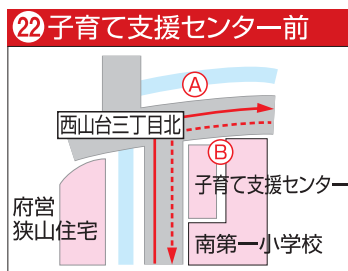 22 子育て支援センター前
A
西山台三丁目北
B
子育て支援センター
府営
狭山住宅
南第一小学校